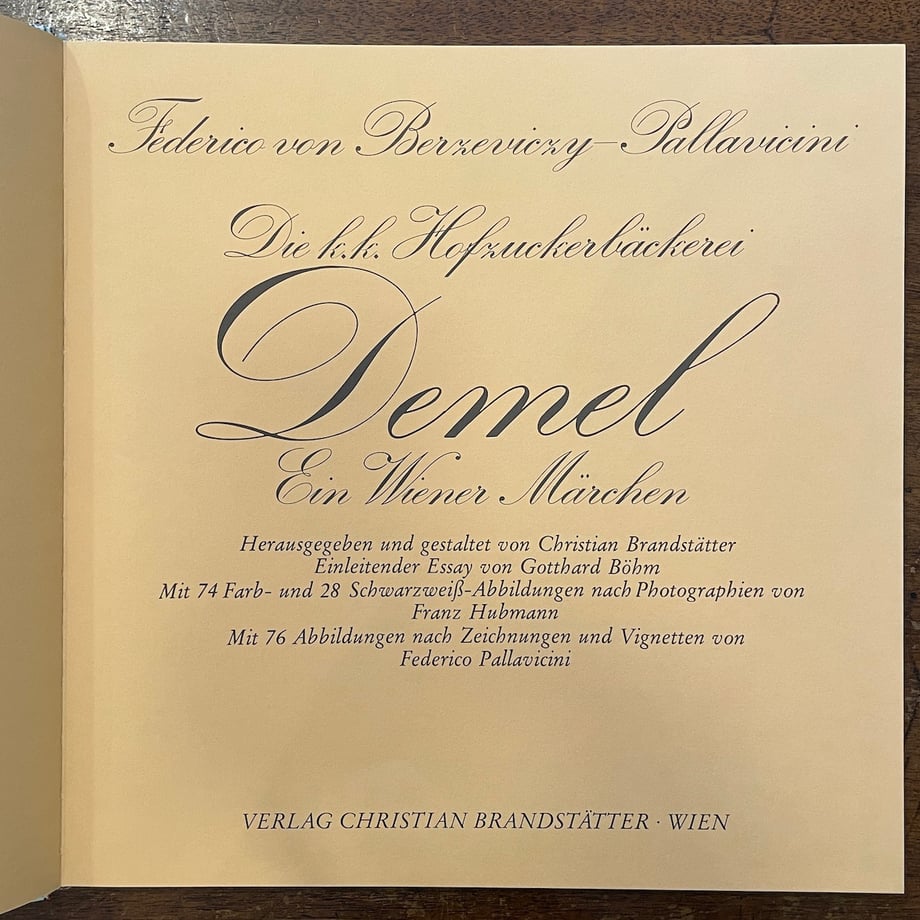 Federico von Berzeviczy–Pallavicini
Die k.k. Hofzuckerbäckerei
Demel
Ein Wiener Märchen
Herausgegeben und gestaltet von Christian Brandstätter
Einleitender Essay von Gotthard Böhm
Mit 74 Farb- und 28 Schwarzweiß-Abbildungen nach Photographien von
Franz Hubmann
Mit 76 Abbildungen nach Zeichnungen und Vignetten von
Federico Pallavicini
VERLAG CHRISTIAN BRANDSTÄTTER · WIEN